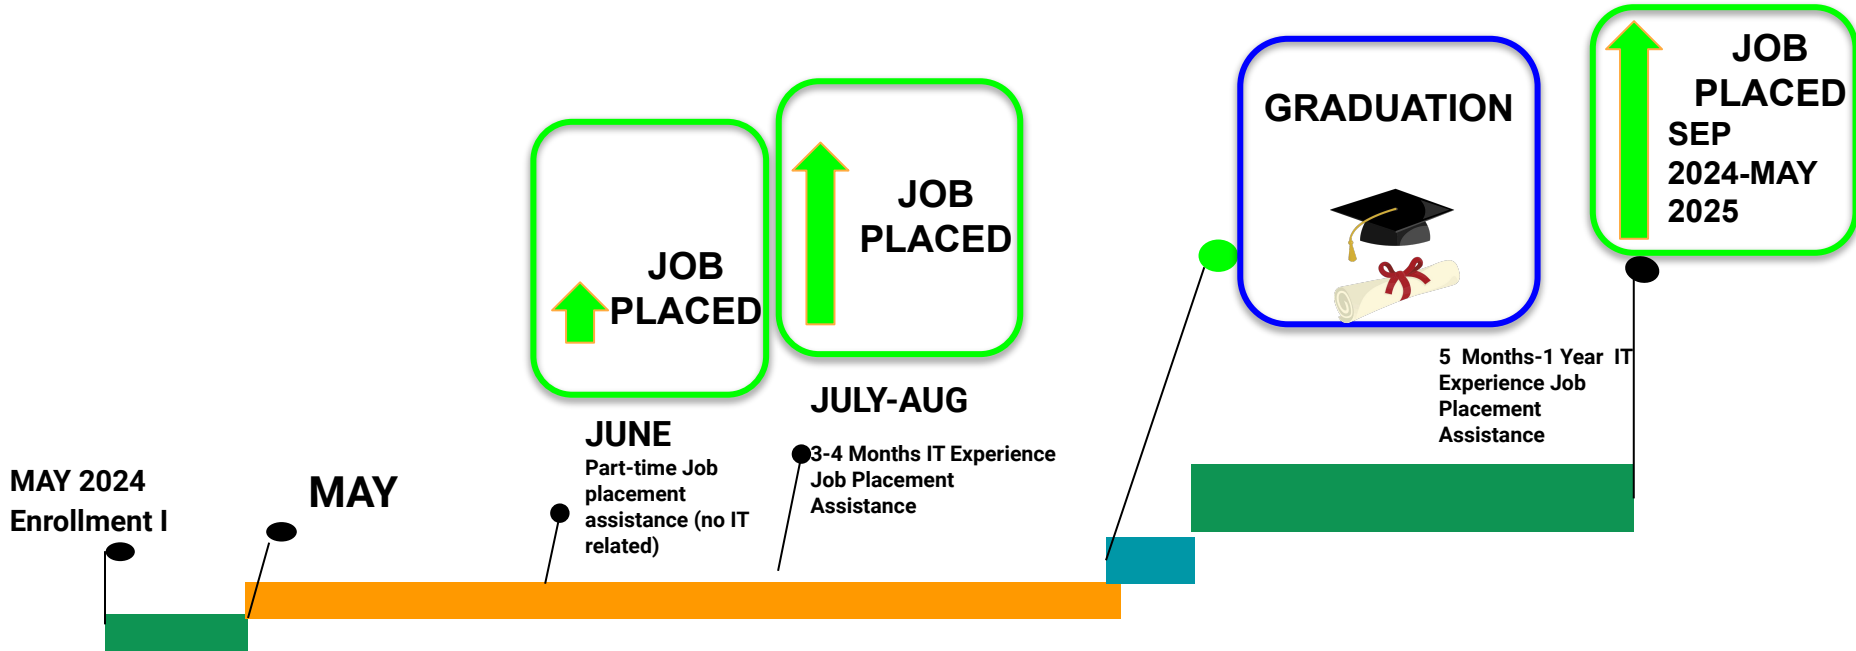 MAY 2024
Enrollment I
MAY
JOB
PLACED
JUNE
Part-time Job
placement
assistance (no IT
related)
JOB
PLACED
JULY-AUG
3-4 Months IT Experience
Job Placement
Assistance
GRADUATION
5 Months-1 Year IT
Experience Job
Placement
Assistance
JOB
PLACED
SEP
2024-MAY
2025